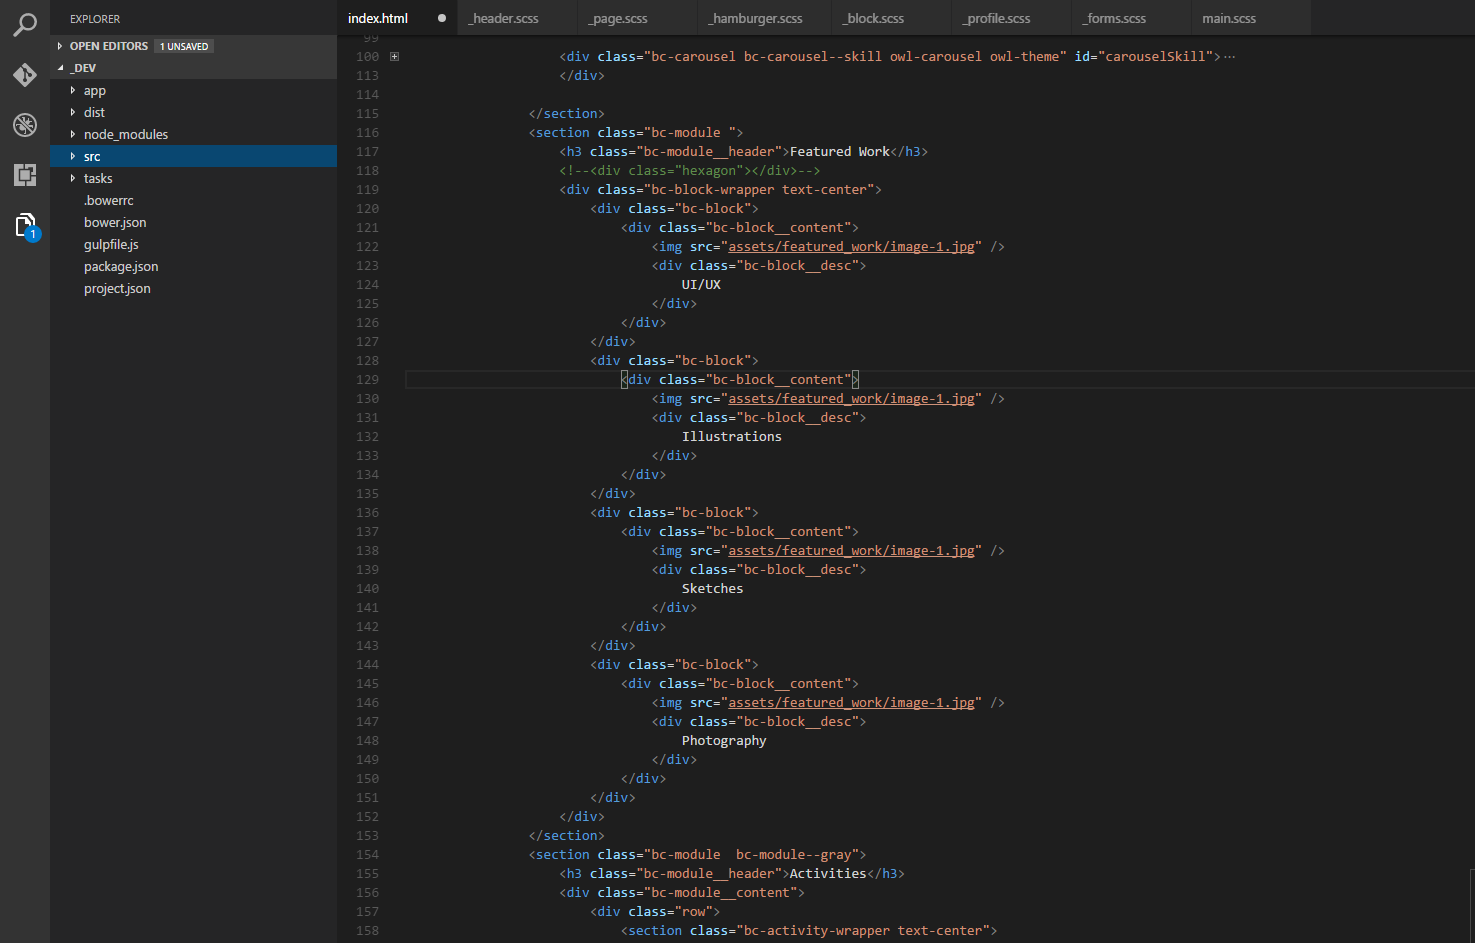 EXPLORER
OPEN EDITORS 1 UNSAVED
_DEV
app
dist
node_modules
src
tasks
.bowerrc
bower.json
gulpfile.js
package.json
project.json
1
index.html _header.scss _page.scss _hamburger.scss _block.scss _profile.scss _forms.scss main.scss
99
100 <div class="bc-carousel bc-carousel--skill owl-carousel owl-theme" id="carouselSkill">…
113 </div>
114
115 </section>
116 <section class="bc-module ">
117 <h3 class="bc-module__header">Featured Work</h3>
118 <!--<div class="hexagon"></div>-->
119 <div class="bc-block-wrapper text-center">
120 <div class="bc-block">
121 <div class="bc-block__content">
122 <img src="assets/featured_work/image-1.jpg" />
123 <div class="bc-block__desc">
124 UI/UX
125 </div>
126 </div>
127 </div>
128 <div class="bc-block">
129 <div class="bc-block__content">
130 <img src="assets/featured_work/image-1.jpg" />
131 <div class="bc-block__desc">
132 Illustrations
133 </div>
134 </div>
135 </div>
136 <div class="bc-block">
137 <div class="bc-block__content">
138 <img src="assets/featured_work/image-1.jpg" />
139 <div class="bc-block__desc">
140 Sketches
141 </div>
142 </div>
143 </div>
144 <div class="bc-block">
145 <div class="bc-block__content">
146 <img src="assets/featured_work/image-1.jpg" />
147 <div class="bc-block__desc">
148 Photography
149 </div>
150 </div>
151 </div>
152 </div>
153 </section>
154 <section class="bc-module  bc-module--gray">
155 <h3 class="bc-module__header">Activities</h3>
156 <div class="bc-module__content">
157 <div class="row">
158 <section class="bc-activity-wrapper text-center">